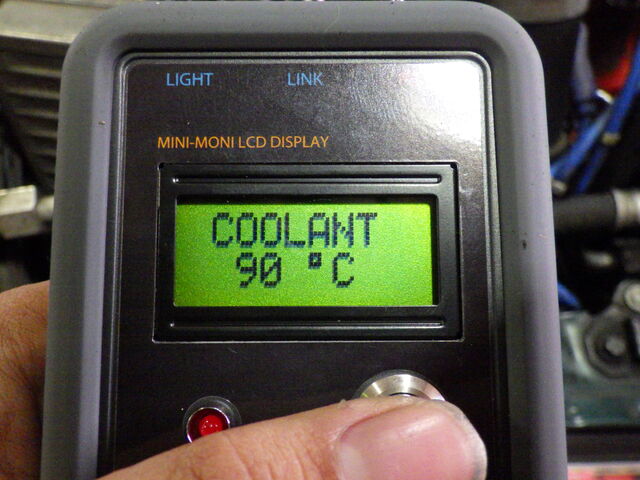 LIGHT LINK
MINI-MONI LCD DISPLAY
COOLANT
90 °C